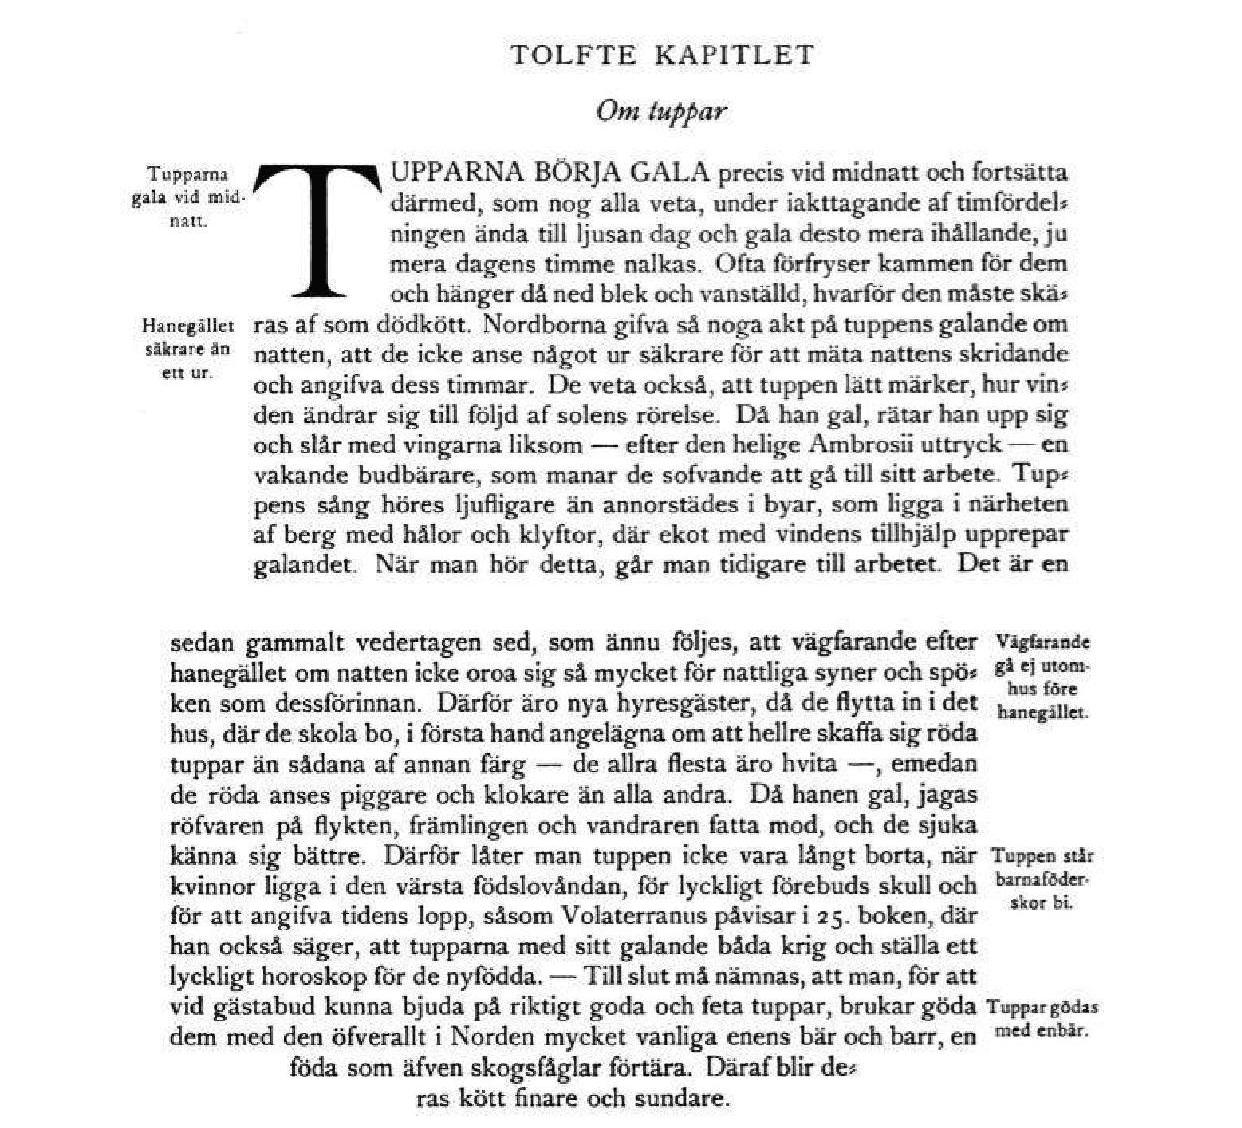 TOLFTE KAPITLET
Om tuppar
Tupparna
gala vid mid-
natt.
TUPPARNA BÖRJA GALA precis vid midnatt och fortsätta
därmed, som nog alla veta, under iakttagande af timfördel-
ningen ända till ljusan dag och gala desto mera ihållande, ju
mera dagens timme nalkas. Ofta förfryser kammen för dem
och hänger då ned blek och vanställd, hvarför den måste skä-
Hanegället
säkrare än
ett ur.
ras af som dödkött. Nordborna gifva så noga akt på tuppens galande om
natten, att de icke anse något ur säkrare för att mäta nattens skridande
och angifva dess timmar. De veta också, att tuppen lätt märker, hur vin-
den ändrar sig till följd af solens rörelse. Då han gal, rätar han upp sig
och slår med vingarna liksom — efter den helige Ambrosii uttryck — en
vakande budbärare, som manar de sofvande att gå till sitt arbete. Tup-
pens sång höres ljufligare än annorstädes i byar, som ligga i närheten
af berg med hålor och klyftor, där ekot med vindens tillhjälp upprepar
galandet. När man hör detta, går man tidigare till arbetet. Det är en
sedan gammalt vedertagen sed, som ännu följes, att vägfarande efter
hanegället om natten icke oroa sig så mycket för nattliga syner och spö-
ken som dessförinnan. Därför äro nya hyresgäster, då de flytta in i det
hus, där de skola bo, i första hand angelägna om att hellre skaffa sig röda
tuppar än sådana af annan färg — de allra flesta äro hvita —, emedan
de röda anses piggare och klokare än alla andra. Då hanen gal, jagas
röfvaren på flykten, främlingen och vandraren fatta mod, och de sjuka
känna sig bättre. Därför låter man tuppen icke vara långt borta, när
kvinnor ligga i den värsta födslovåndan, för lyckligt förebuds skull och
för att angifva tidens lopp, såsom Volaterranus påvisar i 25. boken, där
han också säger, att tupparna med sitt galande båda krig och ställa ett
lyckligt horoskop för de nyfödda. — Till slut må nämnas, att man, för att
vid gästabud kunna bjuda på riktigt goda och feta tuppar, brukar göda
dem med den öfverallt i Norden mycket vanliga enens bär och barr, en
föda som äfven skogsfåglar förtära. Däraf blir de-
ras kött finare och sundare.
Vägfarande
gå ej utom-
hus före
hanegället.
Tuppen står
barnaföder-
skor bi.
Tuppar gödas
med enbär.